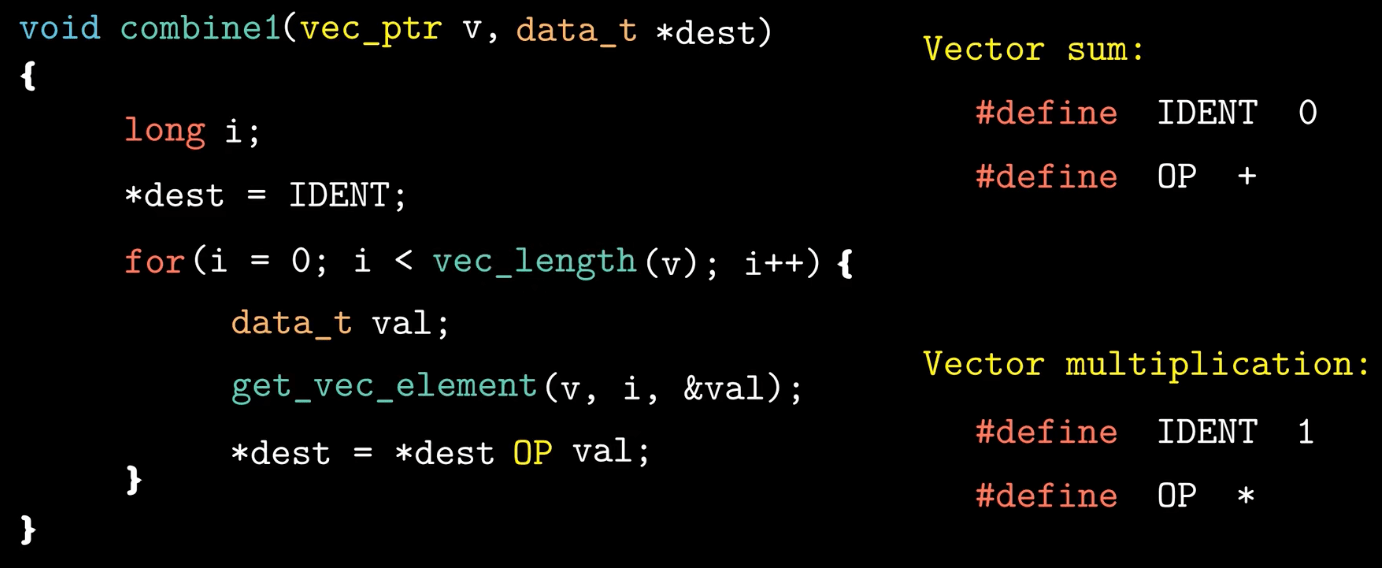 void combine1(vec_ptr v, data_t *dest)
{
long i;
*dest = IDENT;
for(i = 0; i < vec_length(v); i++) {
data_t val;
get_vec_element(v, i, &val);
*dest = *dest OP val;
}
}
Vector sum:
#define IDENT 0
#define OP +
Vector multiplication:
#define IDENT 1
#define OP *